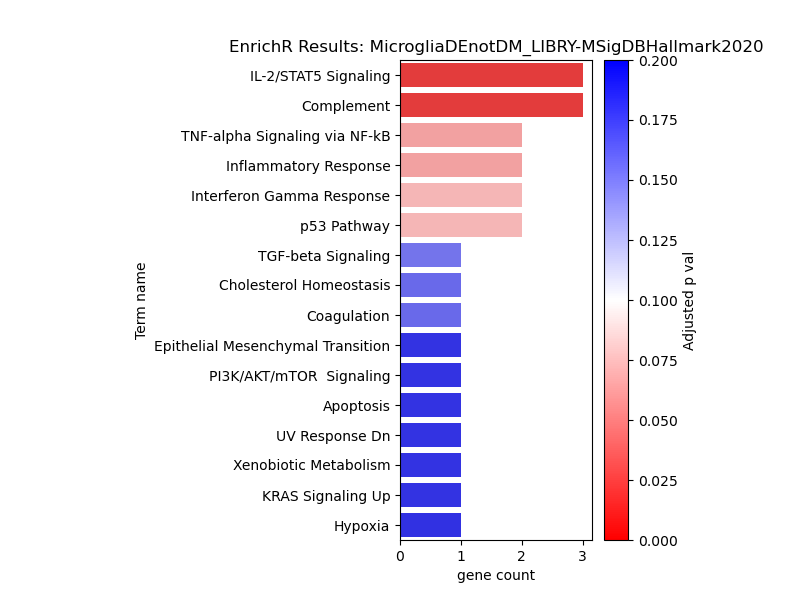 EnrichR Results: MicrogliaDEnotDM_LIBRY-MSigDBHallmark2020
IL-2/STAT5 Signaling
Complement
TNF-alpha Signaling via NF-kB
Inflammatory Response
Interferon Gamma Response
p53 Pathway
TGF-beta Signaling
Cholesterol Homeostasis
Coagulation
Epithelial Mesenchymal Transition
PI3K/AKT/mTOR  Signaling
Apoptosis
UV Response Dn
Xenobiotic Metabolism
KRAS Signaling Up
Hypoxia
Term name
0 1 2 3
gene count
0.200
0.175
0.150
0.125
0.100
0.075
0.050
0.025
0.000
Adjusted p val